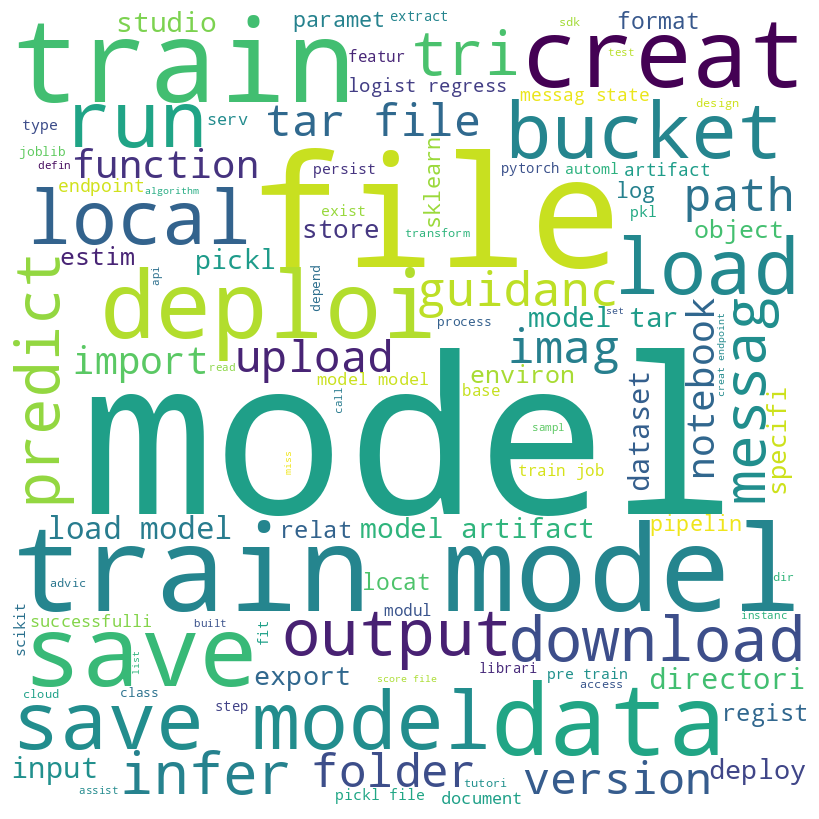 studio
paramet
extract
sdk
format
train
featur
tri
creat
test
logist regress
messag state
design
run
type
serv
tar file
bucket
joblib
defin
function
persist
pytorch
automl
artifact
endpoint
algorithm
file
sklearn
log
path
local
exist
store
pkl
transform
object
estim
pickl
load
api
depend
deploi
guidanc
predict
process
model tar
set
notebook
messag
creat endpoint
import
upload
imag
read
model model
environ
base
call
dataset
specifi
model
sampl
miss
train job
load model
relat
model artifact
pipelin
train model
advic
locat
dir
scikit
successfulli
built
modul
instanc
save
list
fit
output
download
export
librari
pre train
directori
cloud
class
score file
access
step
save model
data
regist
input
infer
folder
version
deploy
assist
pickl file
tutori
document